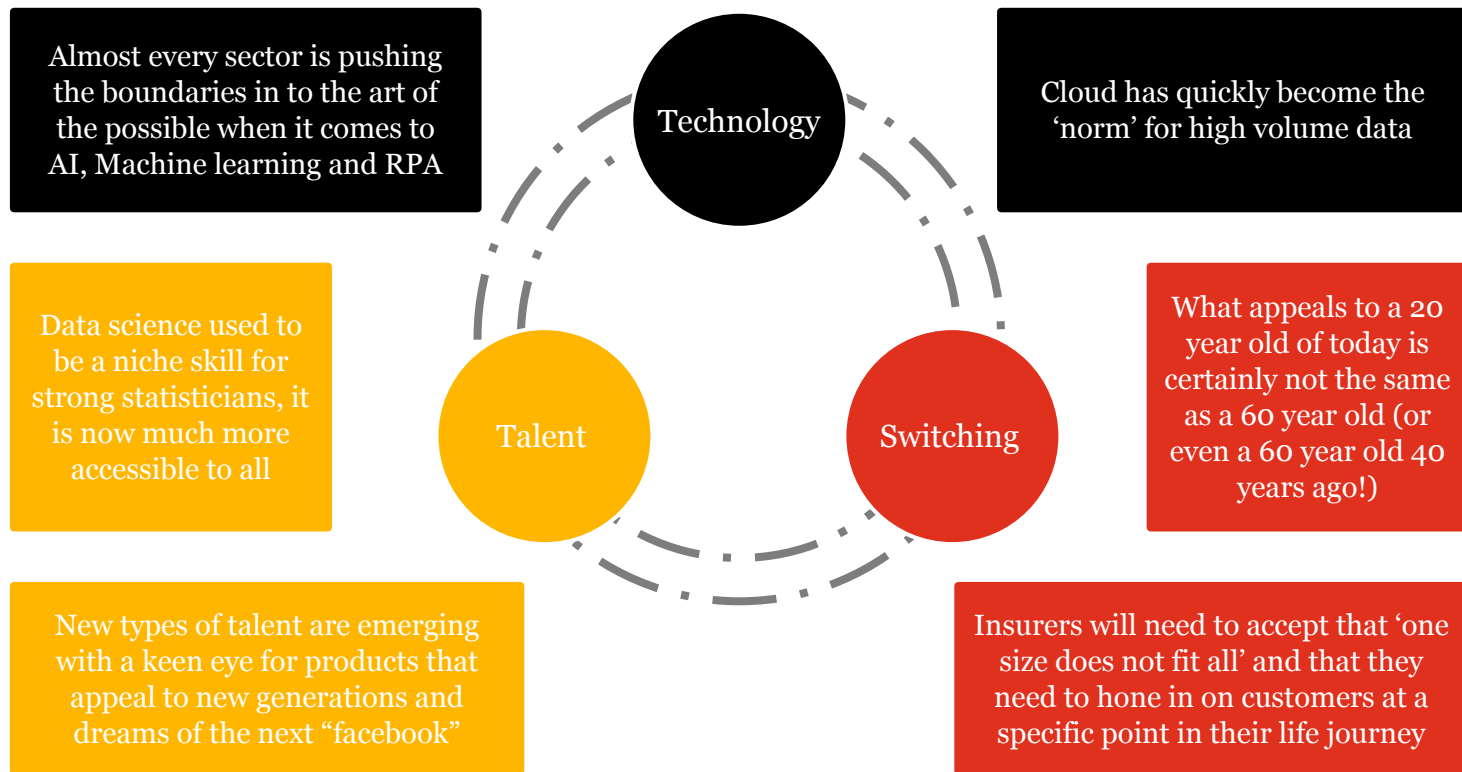 Almost every sector is pushing
the boundaries in to the art of
the possible when it comes to
AI, Machine learning and RPA
Technology
Cloud has quickly become the
‘norm’ for high volume data
Data science used to
be a niche skill for
strong statisticians, it
is now much more
accessible to all
Talent
Switching
What appeals to a 20
year old of today is
certainly not the same
as a 60 year old (or
even a 60 year old 40
years ago!)
New types of talent are emerging
with a keen eye for products that
appeal to new generations and
dreams of the next “facebook”
Insurers will need to accept that ‘one
size does not fit all’ and that they
need to hone in on customers at a
specific point in their life journey